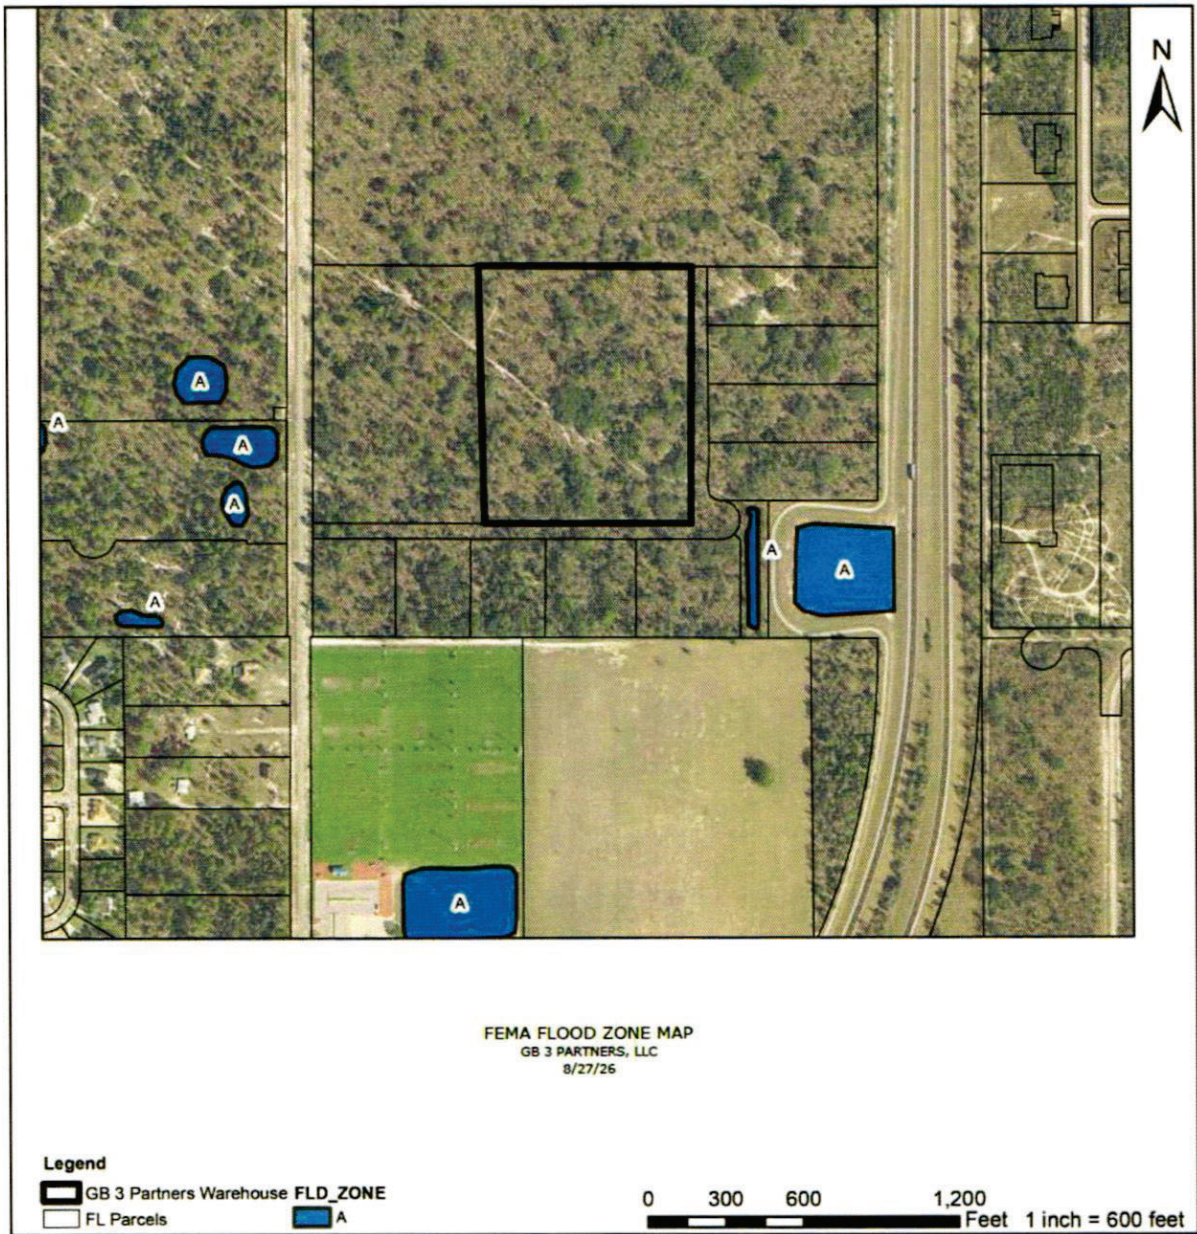 N
A
A
A
A
A
A
A
A
FEMA FLOOD ZONE MAP
GB 3 PARTNERS, LLC
8/27/26
Legend
GB 3 Partners Warehouse FLD_ZONE
FL Parcels A
0 300 600 1,200
Feet 1 inch = 600 feet